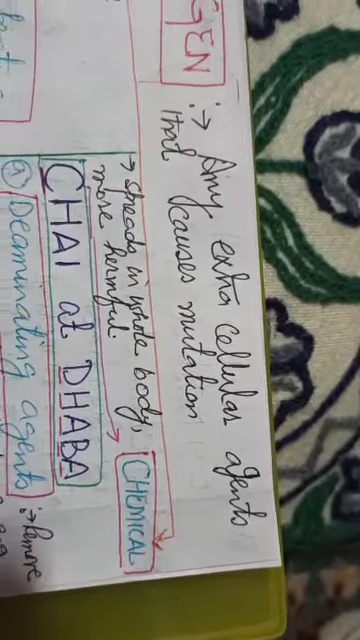 GEN
:→ Any extra cellular agents
that causes mutation
→ spreads in whole body,
more harmful.
CHEMICAL
CHAI at DHABA
a) Deaminating agents :→ Remove